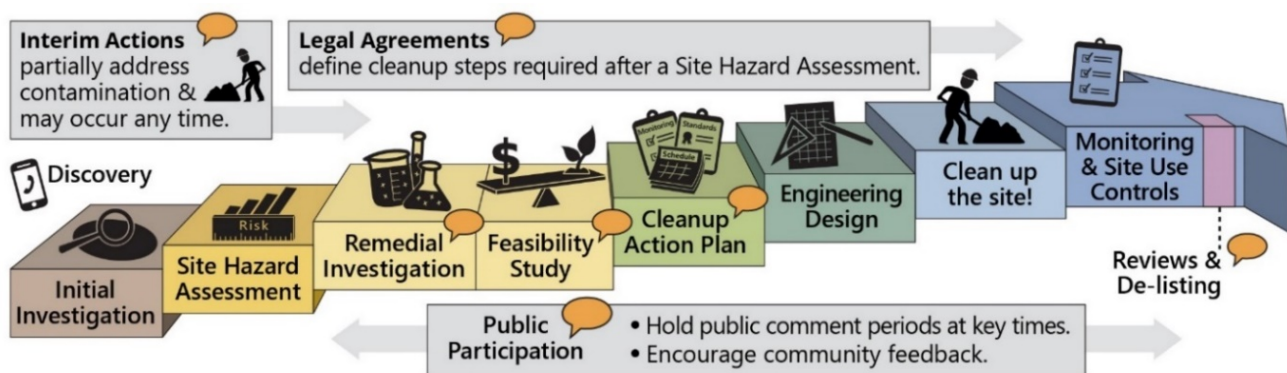 Interim Actions
partially address
contamination &
may occur any time.
Legal Agreements
define cleanup steps required after a Site Hazard Assessment.
Discovery
Initial
Investigation
Risk
Site Hazard
Assessment
Remedial
Investigation
$
Feasibility
Study
Monitoring
Standards
Schedule
Cleanup
Action Plan
Engineering
Design
Clean up
the site!
Monitoring
& Site Use
Controls
Reviews &
De-listing
Public
Participation
• Hold public comment periods at key times.
• Encourage community feedback.